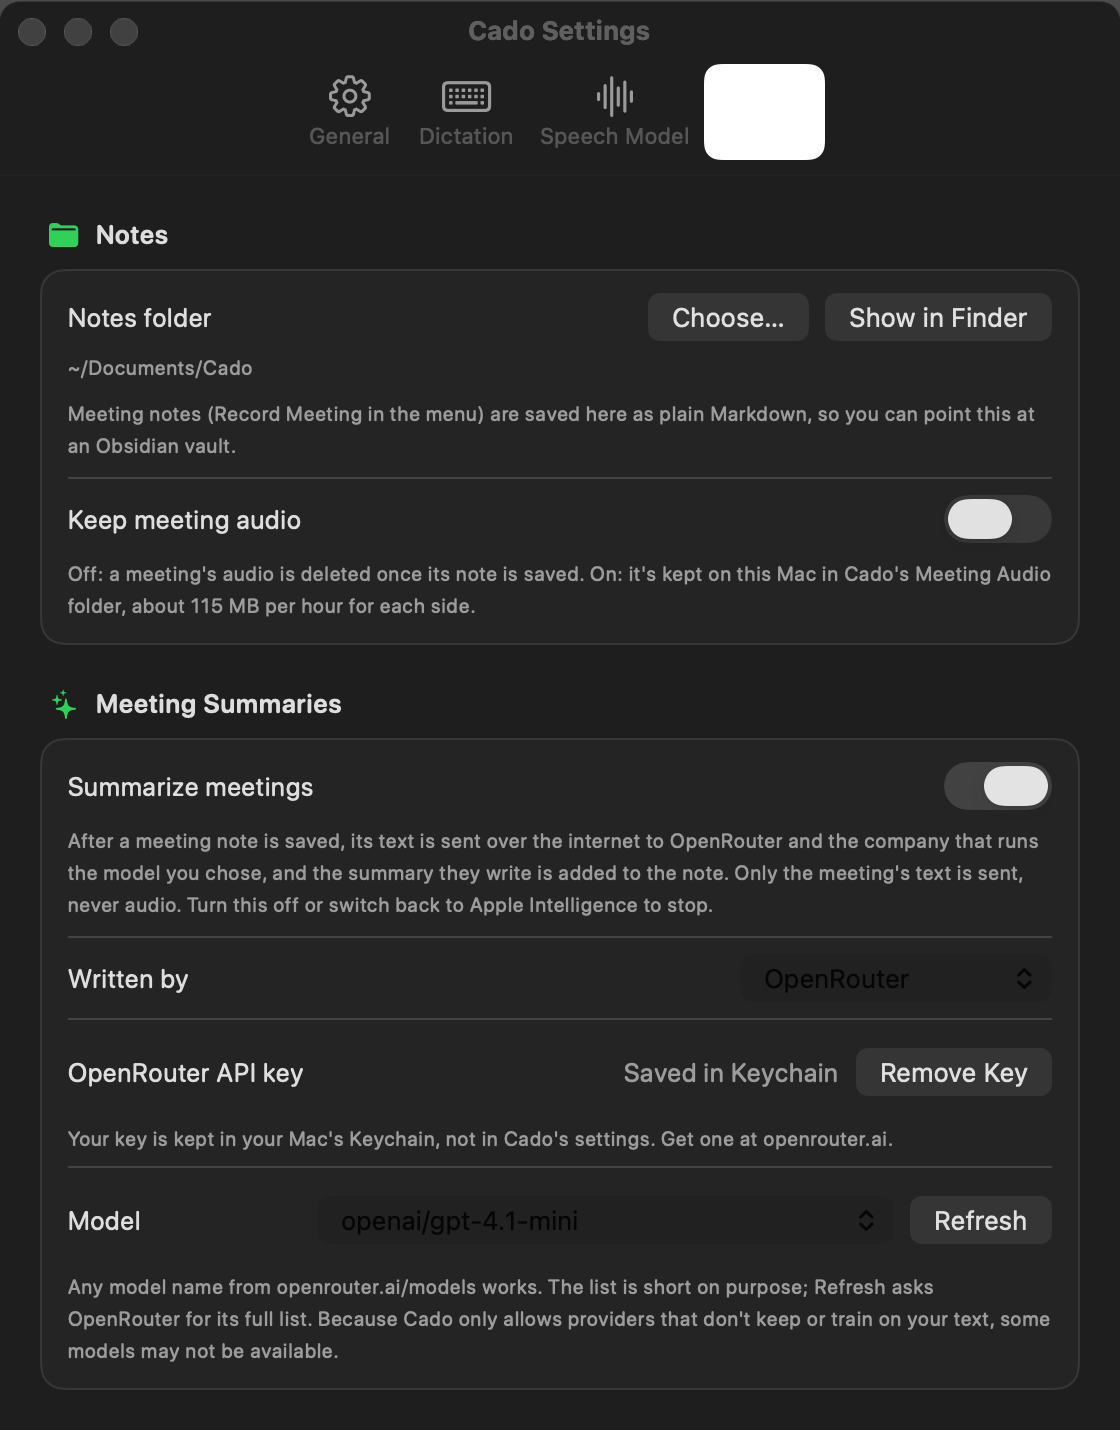 Cado Settings
General
Dictation
Speech Model
Notes
Notes folder
Choose...
Show in Finder
~/Documents/Cado
Meeting notes (Record Meeting in the menu) are saved here as plain Markdown, so you can point this at
an Obsidian vault.
Keep meeting audio
Off: a meeting's audio is deleted once its note is saved. On: it's kept on this Mac in Cado's Meeting Audio
folder, about 115 MB per hour for each side.
Meeting Summaries
Summarize meetings
After a meeting note is saved, its text is sent over the internet to OpenRouter and the company that runs
the model you chose, and the summary they write is added to the note. Only the meeting's text is sent,
never audio. Turn this off or switch back to Apple Intelligence to stop.
Written by
OpenRouter
OpenRouter API key
Saved in Keychain
Remove Key
Your key is kept in your Mac's Keychain, not in Cado's settings. Get one at openrouter.ai.
Model
openai/gpt-4.1-mini
Refresh
Any model name from openrouter.ai/models works. The list is short on purpose; Refresh asks
OpenRouter for its full list. Because Cado only allows providers that don't keep or train on your text, some
models may not be available.